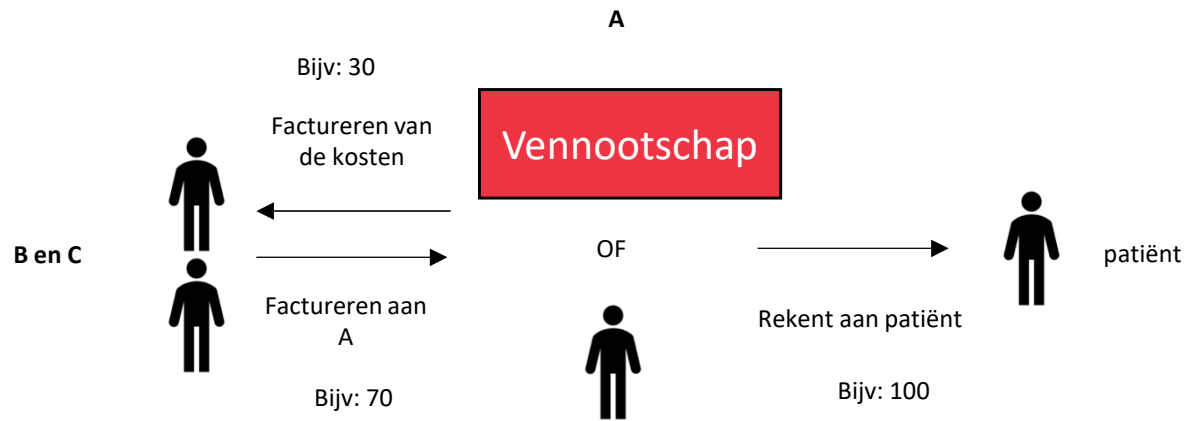 A
Bijv: 30
Factureren van
de kosten
Vennootschap
B en C
OF
patiënt
Factureren aan
A
Rekent aan patiënt
Bijv: 70
Bijv: 100